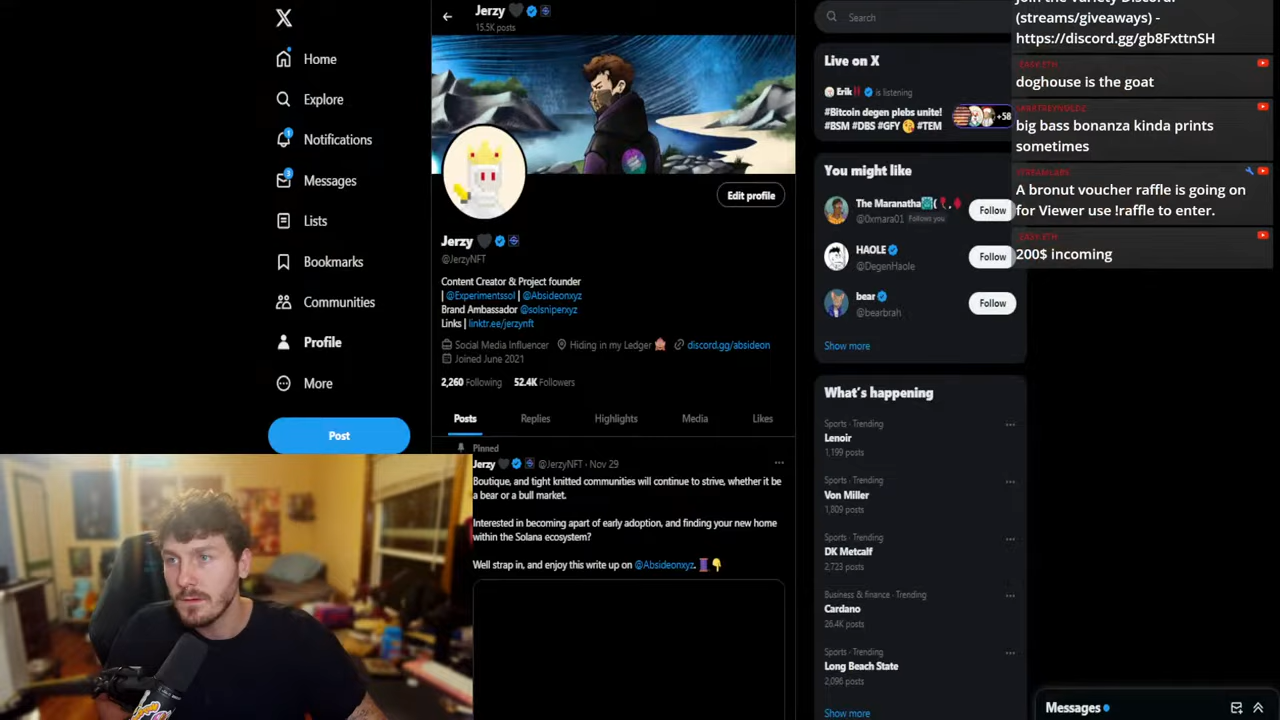 Home
Explore
Notifications
1
Messages
3
Lists
Bookmarks
Communities
Profile
More
Post
Jerzy
15.5K posts
Edit profile
Jerzy
@JerzyNFT
Content Creator & Project founder
| @Experimentssol | @Absideonxyz
Brand Ambassador @solsniperxyz
Links | linktr.ee/jerzynft
Social Media Influencer Hiding in my Ledger discord.gg/absideon
Joined June 2021
2,260 Following 52.4K Followers
Posts Replies Highlights Media Likes
Pinned
Jerzy @JerzyNFT · Nov 29
Boutique, and tight knitted communities will continue to strive, whether it be
a bear or a bull market.
Interested in becoming apart of early adoption, and finding your new home
within the Solana ecosystem?
Well strap in, and enjoy this write up on @Absideonxyz.
Search
Live on X
Erik is listening
#Bitcoin degen plebs unite!
#BSM #DBS #GFY #TEM
+58
You might like
The Maranatha
@0xmara01 Follows you
Follow
HAOLE
@DegenHaole
Follow
bear
@bearbrah
Follow
Show more
What's happening
Sports · Trending
Lenoir
1,199 posts
Sports · Trending
Von Miller
1,809 posts
Sports · Trending
DK Metcalf
2,723 posts
Business & finance · Trending
Cardano
26.4K posts
Sports · Trending
Long Beach State
2,096 posts
Show more
(streams/giveaways) -
https://discord.gg/gb8FxttnSH
EASY ETH
doghouse is the goat
big bass bonanza kinda prints
sometimes
A bronut voucher raffle is going on
for Viewer use !raffle to enter.
EASY ETH
200$ incoming
Messages